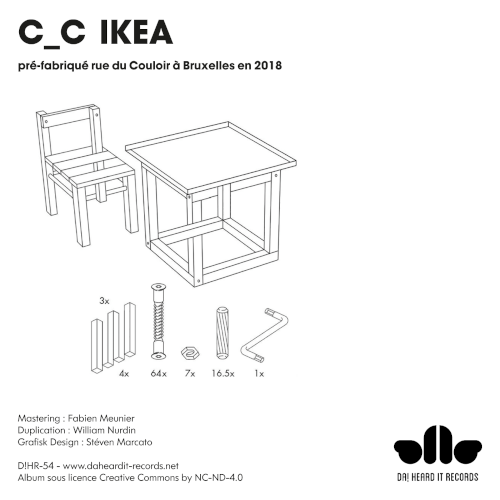 C_C IKEA
pré-fabriqué rue du Couloir à Bruxelles en 2018
3x
4x 64x 7x 16.5x 1x
Mastering : Fabien Meunier
Duplication : William Nurdin
Grafisk Design : Stéven Marcato
D!HR-54 - www.daheardit-records.net
Album sous licence Creative Commons by NC-ND-4.0
DA! HEARD IT RECORDS